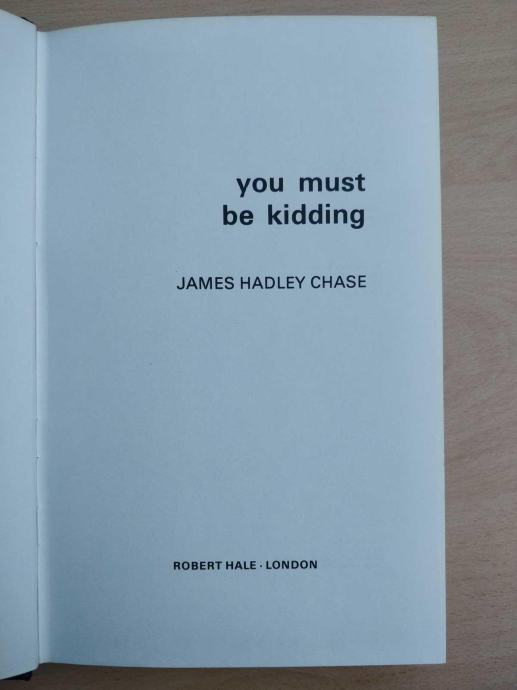 you must
be kidding
JAMES HADLEY CHASE
ROBERT HALE · LONDON